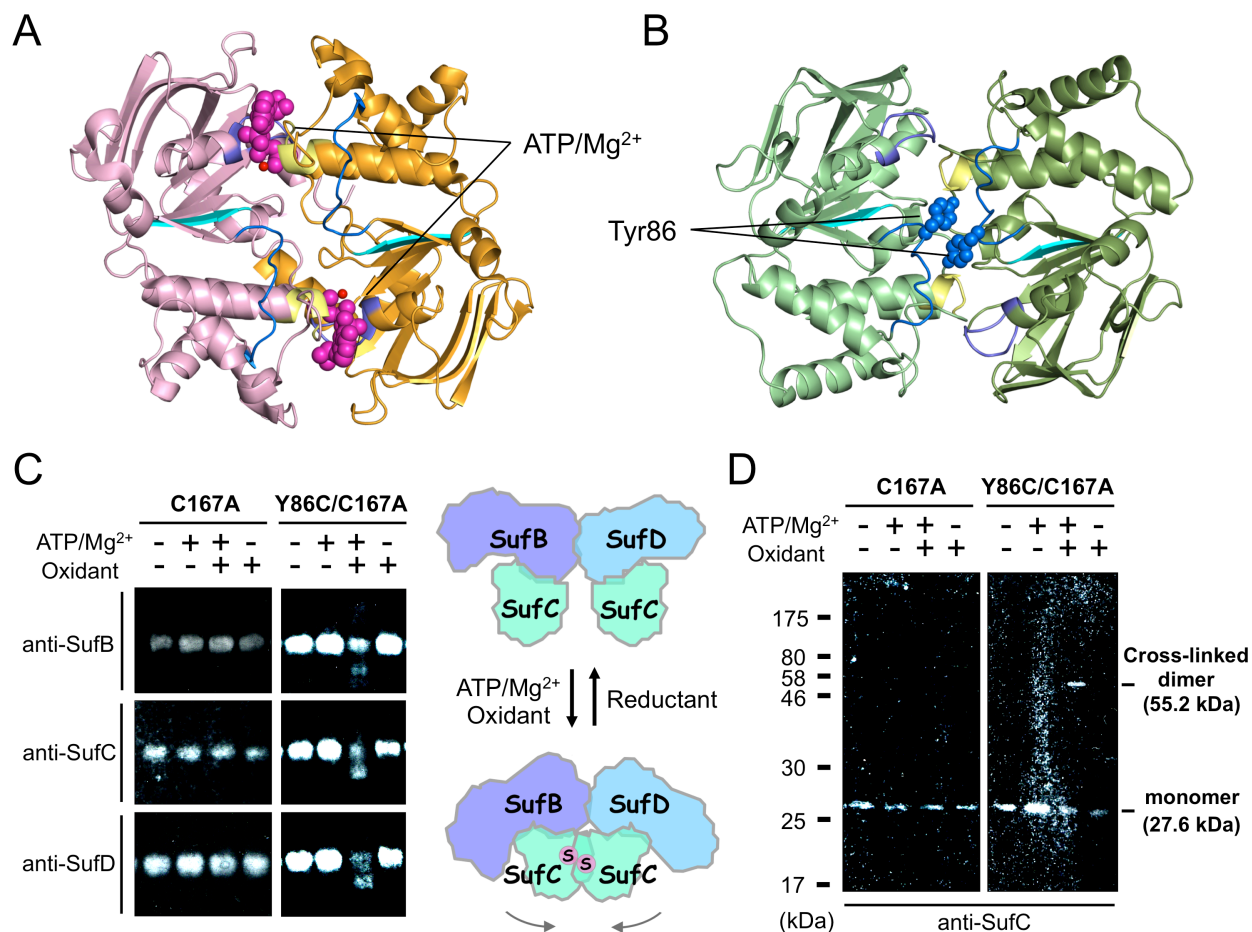 A
B
ATP/Mg2+
Tyr86
C
C167A
Y86C/C167A
ATP/Mg2+ - + + - - + + -
Oxidant - - + + - - + +
anti-SufB
anti-SufC
anti-SufD
SufB
SufD
SufC
SufC
ATP/Mg2+
Oxidant
Reductant
SufB
SufD
S
S
SufC
SufC
D
C167A
Y86C/C167A
ATP/Mg2+ - + + - - + + -
Oxidant - - + + - - + +
175
80
58
46
30
25
17
(kDa)
Cross-linked
dimer
(55.2 kDa)
monomer
(27.6 kDa)
anti-SufC